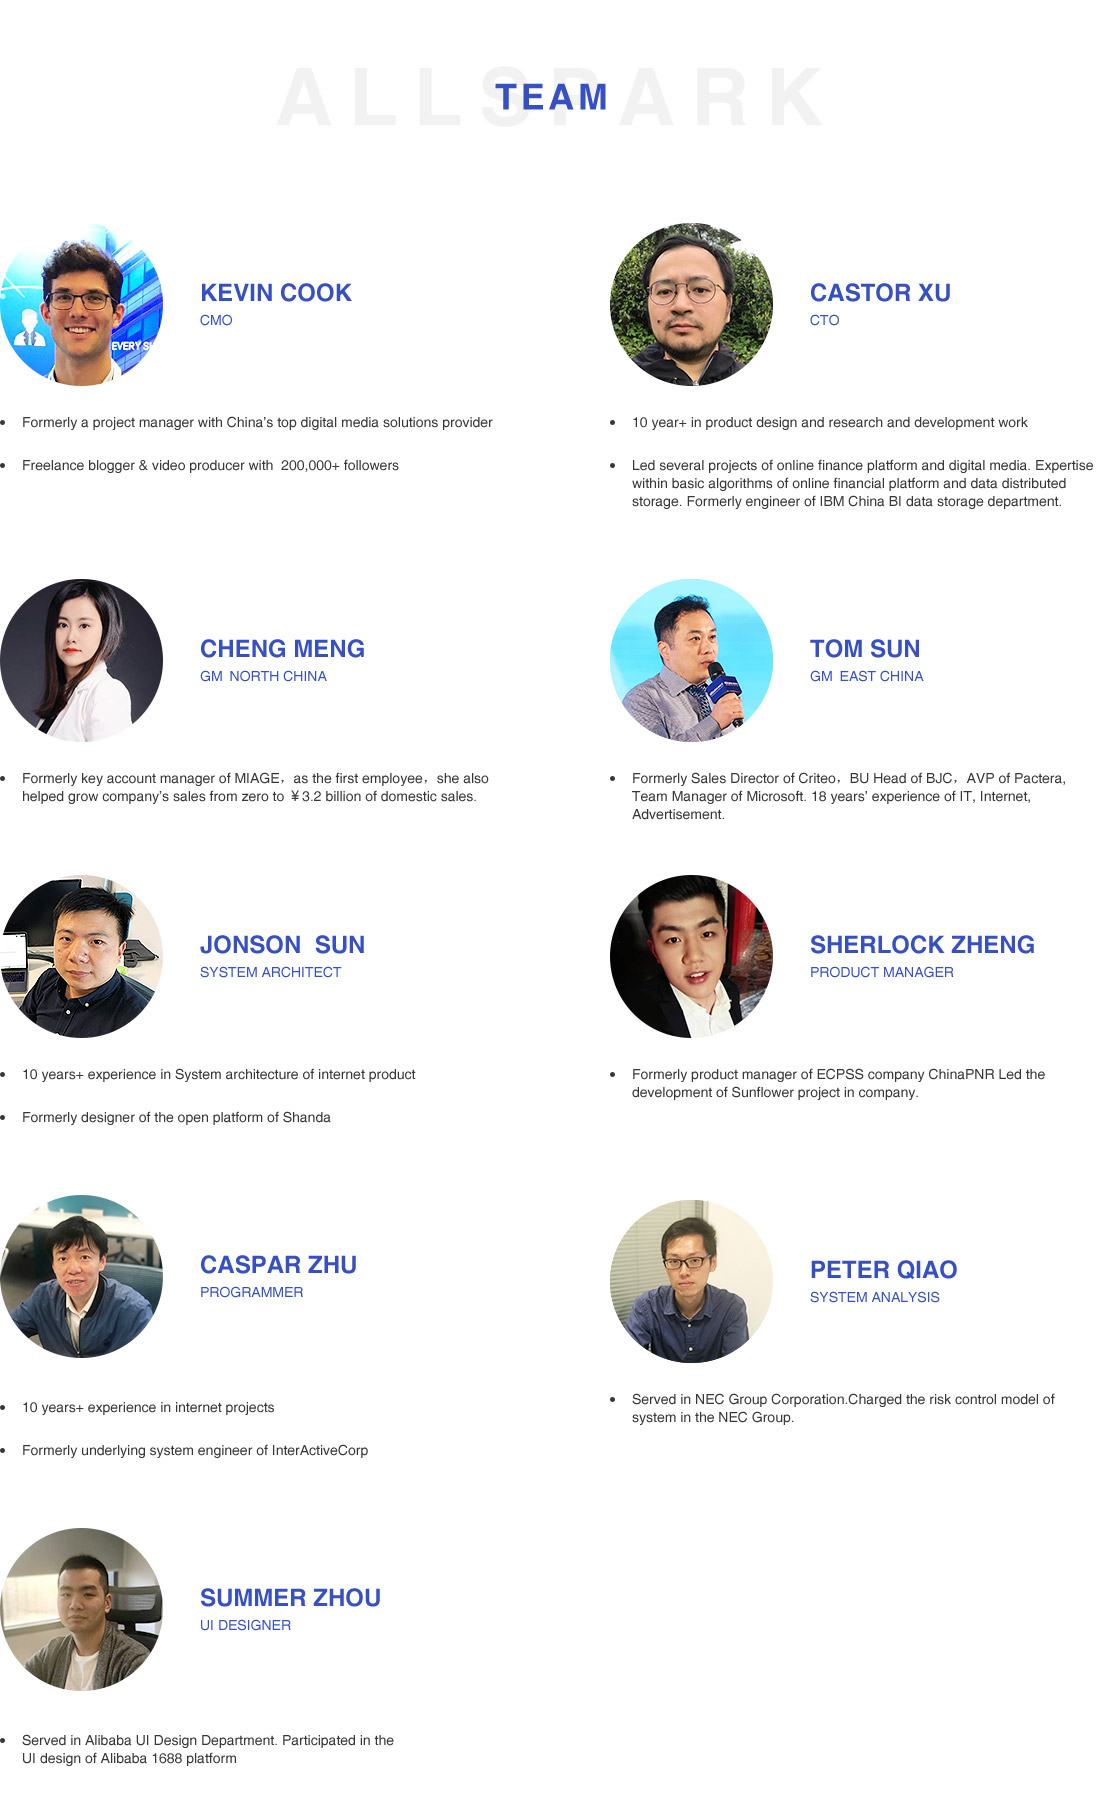 ALLSPARK
TEAM
KEVIN COOK
CMO
EVERY
• Formerly a project manager with China’s top digital media solutions provider
• Freelance blogger & video producer with  200,000+ followers
CASTOR XU
CTO
• 10 year+ in product design and research and development work
• Led several projects of online finance platform and digital media. Expertise
within basic algorithms of online financial platform and data distributed
storage. Formerly engineer of IBM China BI data storage department.
CHENG MENG
GM  NORTH CHINA
• Formerly key account manager of MIAGE，as the first employee，she also
helped grow company’s sales from zero to ￥3.2 billion of domestic sales.
TOM SUN
GM  EAST CHINA
• Formerly Sales Director of Criteo，BU Head of BJC，AVP of Pactera,
Team Manager of Microsoft. 18 years’ experience of IT, Internet,
Advertisement.
JONSON  SUN
SYSTEM ARCHITECT
• 10 years+ experience in System architecture of internet product
• Formerly designer of the open platform of Shanda
SHERLOCK ZHENG
PRODUCT MANAGER
• Formerly product manager of ECPSS company ChinaPNR Led the
development of Sunflower project in company.
CASPAR ZHU
PROGRAMMER
• 10 years+ experience in internet projects
• Formerly underlying system engineer of InterActiveCorp
PETER QIAO
SYSTEM ANALYSIS
• Served in NEC Group Corporation.Charged the risk control model of
system in the NEC Group.
SUMMER ZHOU
UI DESIGNER
• Served in Alibaba UI Design Department. Participated in the
UI design of Alibaba 1688 platform